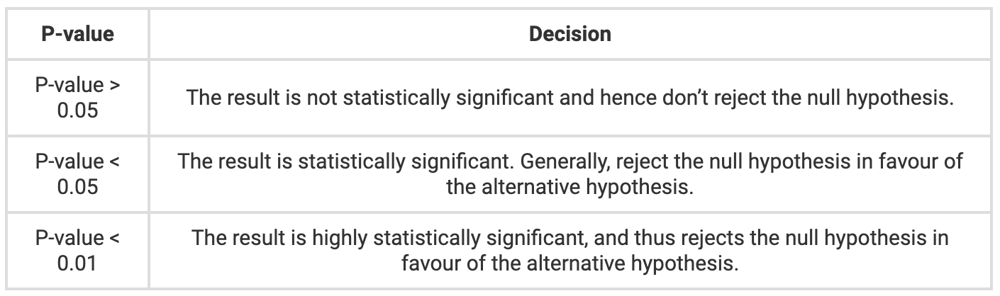 P-value
Decision
P-value >
0.05
The result is not statistically significant and hence don’t reject the null hypothesis.
P-value <
0.05
The result is statistically significant. Generally, reject the null hypothesis in favour of
the alternative hypothesis.
P-value <
0.01
The result is highly statistically significant, and thus rejects the null hypothesis in
favour of the alternative hypothesis.